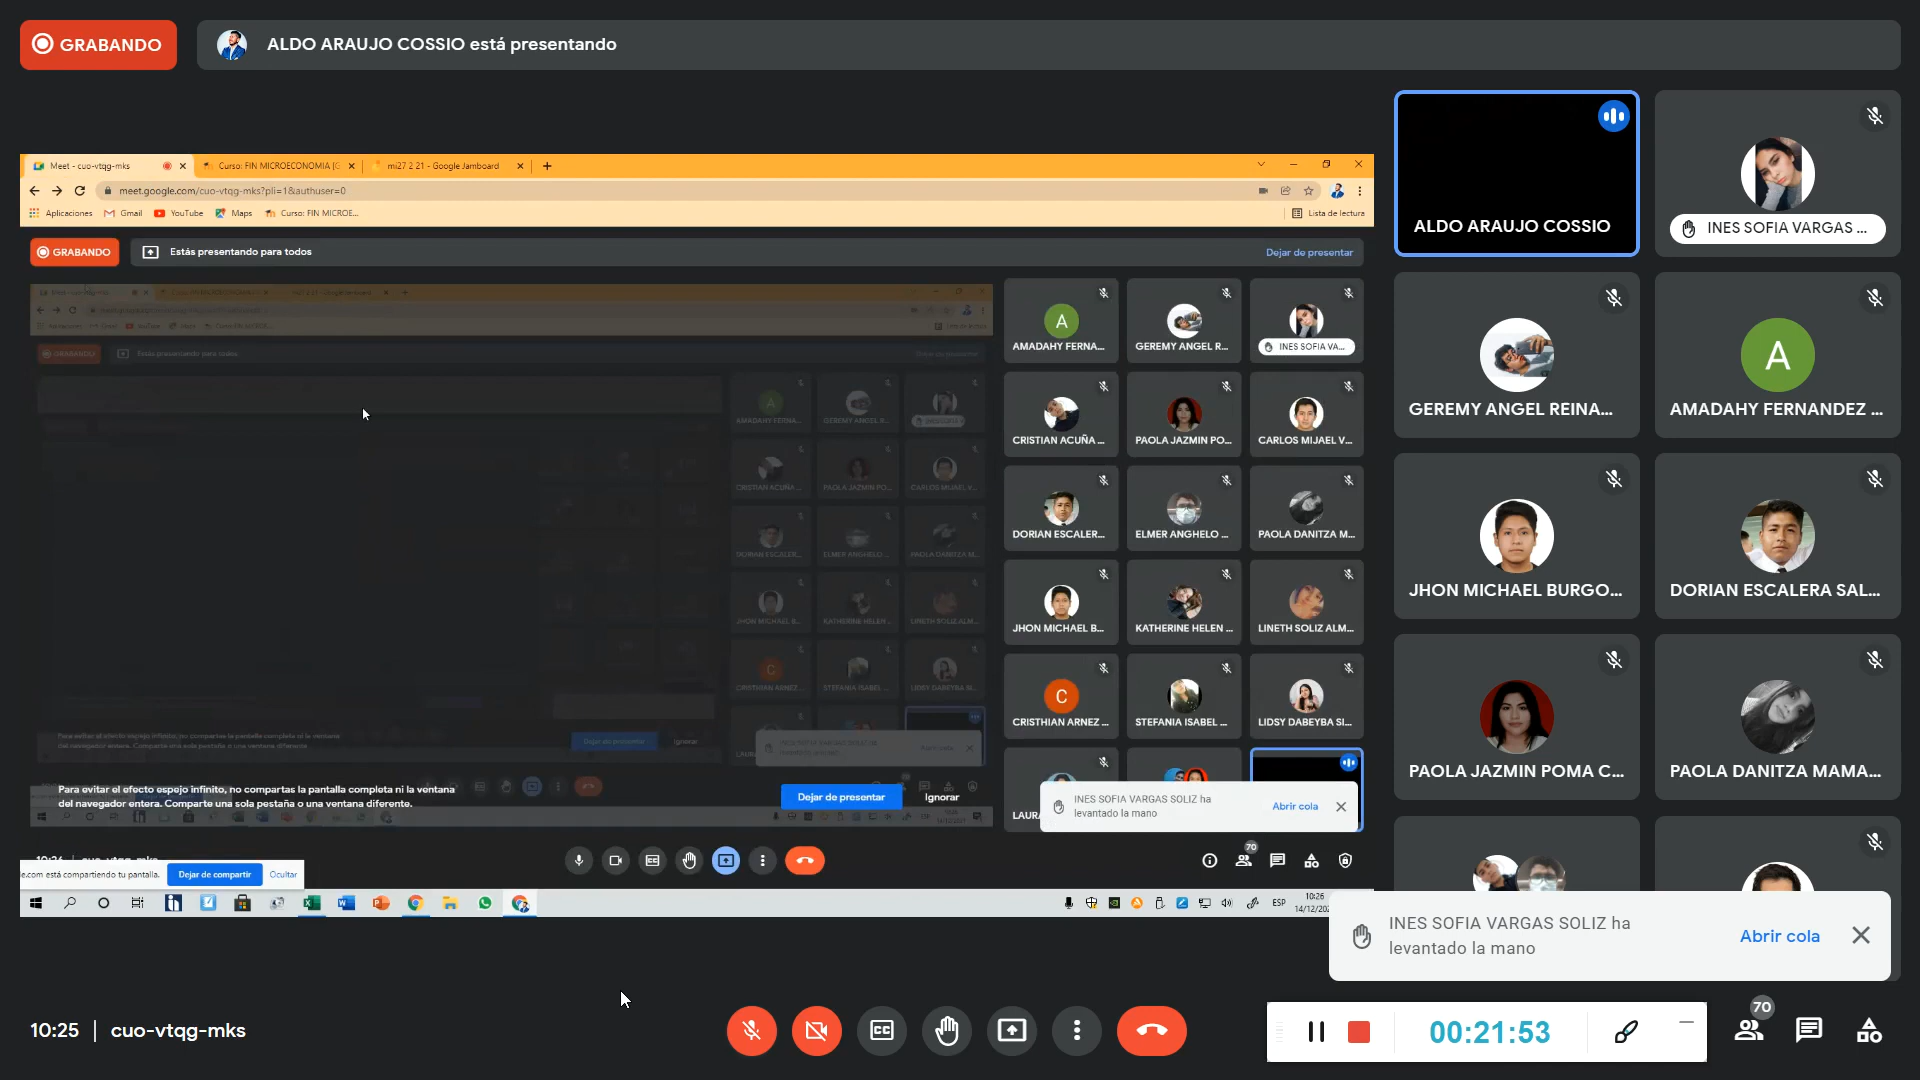 GRABANDO
ALDO ARAUJO COSSIO está presentando
Meet - cuo-vtqg-mks
Curso: FIN MICROECONOMIA (G
mi27 2 21 - Google Jamboard
meet.google.com/cuo-vtqg-mks?pli=1&authuser=0
Aplicaciones
Gmail
YouTube
Maps
Curso: FIN MICROE...
Lista de lectura
GRABANDO
Estás presentando para todos
Dejar de presentar
AMADAHY FERNA...
GEREMY ANGEL R...
INES SOFIA VA...
CRISTIAN ACUÑA ...
PAOLA JAZMIN PO...
CARLOS MIJAEL V...
DORIAN ESCALER...
ELMER ANGHELO ...
PAOLA DANITZA M...
JHON MICHAEL B...
KATHERINE HELEN ...
LINETH SOLIZ ALM...
C
CRISTHIAN ARNEZ ...
STEFANIA ISABEL ...
LIDSY DABEYBA SI...
LAURA
INES SOFIA VARGAS SOLIZ ha
levantado la mano
Abrir cola
Para evitar el efecto espejo infinito, no compartas la pantalla completa ni la ventana
del navegador entera. Comparte una sola pestaña o una ventana diferente.
Dejar de presentar
Ignorar
70
e.com está compartiendo tu pantalla.
Dejar de compartir
Ocultar
ESP
10:26
14/12/202
ALDO ARAUJO COSSIO
INES SOFIA VARGAS ...
GEREMY ANGEL REINA...
A
AMADAHY FERNANDEZ ...
JHON MICHAEL BURGO...
DORIAN ESCALERA SAL...
PAOLA JAZMIN POMA C...
PAOLA DANITZA MAMA...
INES SOFIA VARGAS SOLIZ ha
levantado la mano
Abrir cola
10:25 | cuo-vtqg-mks
00:21:53
70